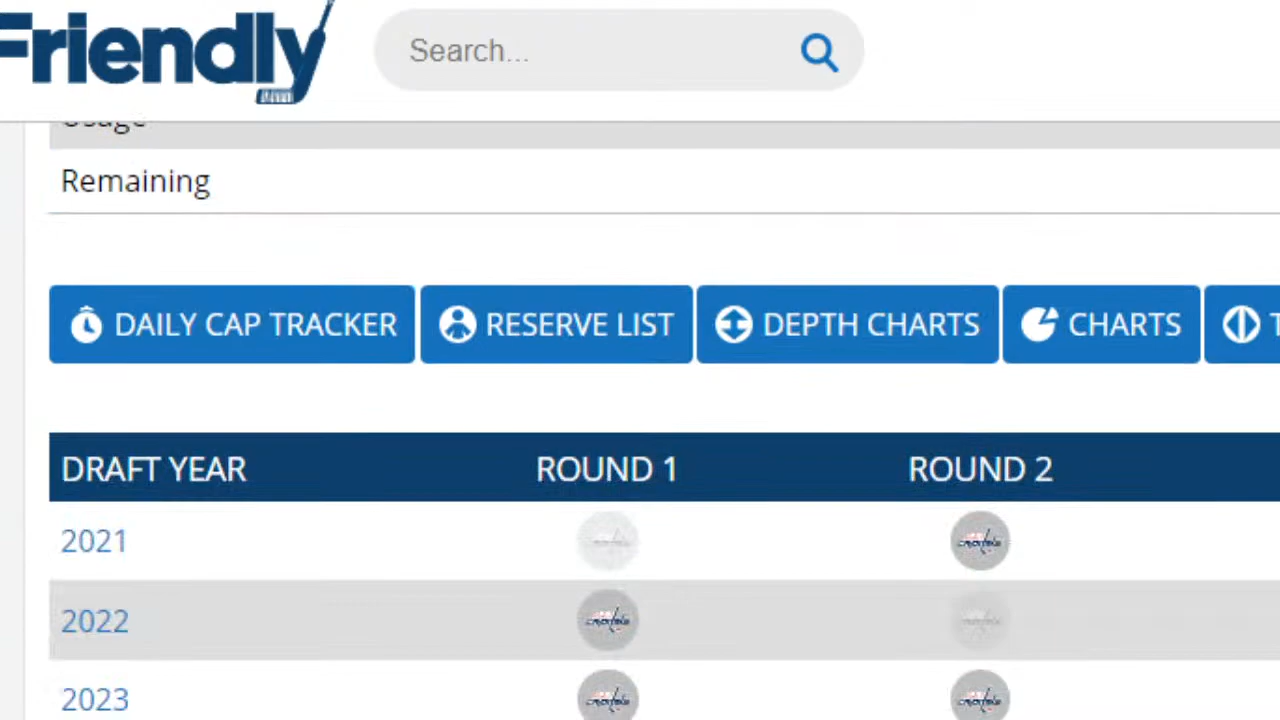 Friendly
Search...
Usage
Remaining
DAILY CAP TRACKER RESERVE LIST DEPTH CHARTS CHARTS T
DRAFT YEAR ROUND 1 ROUND 2
2021
2022
2023